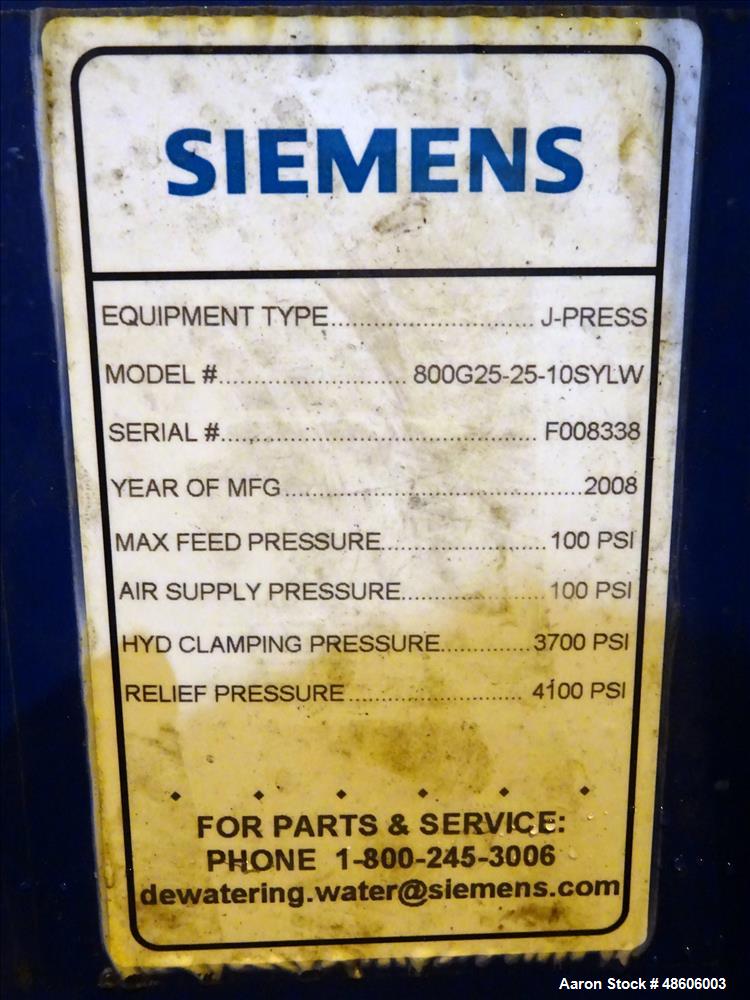 SIEMENS
EQUIPMENT TYPE............................. J-PRESS
MODEL #.......................... 800G25-25-10SYLW
SERIAL #............................................. F008338
YEAR OF MFG..........................................2008
MAX FEED PRESSURE....................... 100 PSI
AIR SUPPLY PRESSURE.................... 100 PSI
HYD CLAMPING PRESSURE.............3700 PSI
RELIEF PRESSURE......................... 4100 PSI
FOR PARTS & SERVICE:
PHONE 1-800-245-3006
dewatering.water@siemens.com
Aaron Stock # 48606003